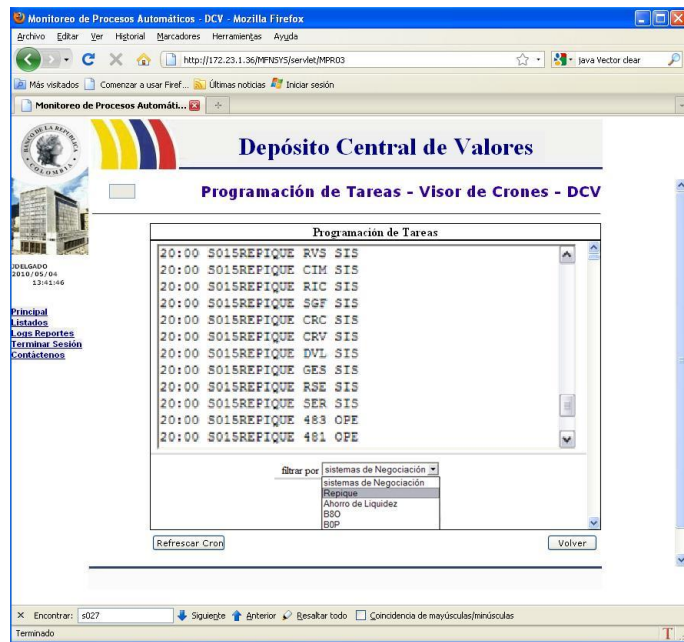 Monitoreo de Procesos Automáticos - DCV - Mozilla Firefox
Archivo Editar Ver Historial Marcadores Herramientas Ayuda
http://172.23.1.36/MFNSYS/servlet/MPR03
java Vector clear
Más visitados Comenzar a usar Firef... Últimas noticias Iniciar sesión
Monitoreo de Procesos Automáti...
BANCO DE LA REPUBLICA
COLOMBIA
Depósito Central de Valores
Programación de Tareas - Visor de Crones - DCV
JDELGADO
2010/05/04
13:41:46
Principal
Listados
Logs Reportes
Terminar Sesión
Contáctenos
Programación de Tareas
20:00 S015REPIQUE RVS SIS
20:00 S015REPIQUE CIM SIS
20:00 S015REPIQUE RIC SIS
20:00 S015REPIQUE SGF SIS
20:00 S015REPIQUE CRC SIS
20:00 S015REPIQUE CRV SIS
20:00 S015REPIQUE DVL SIS
20:00 S015REPIQUE GES SIS
20:00 S015REPIQUE RSE SIS
20:00 S015REPIQUE SER SIS
20:00 S015REPIQUE 483 OPE
20:00 S015REPIQUE 481 OPE
filtrar por sistemas de Negociación
sistemas de Negociación
Repique
Ahorro de Liquidez
B8O
B0P
Refrescar Cron
Volver
Encontrar: s027 Siguiente Anterior Resaltar todo Coincidencia de mayúsculas/minúsculas
Terminado